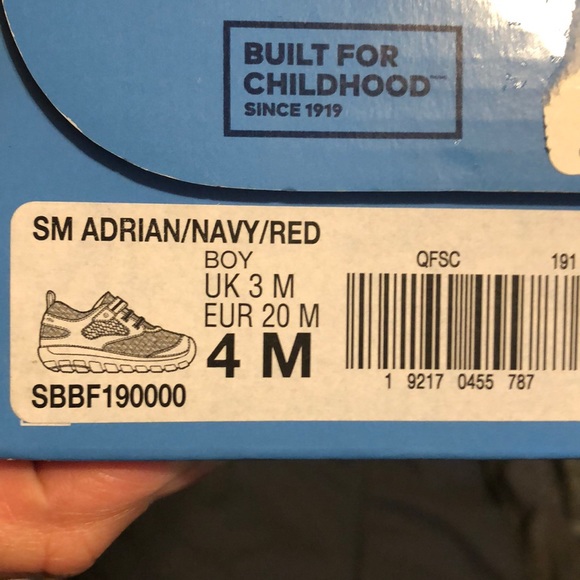 BUILT FOR
CHILDHOOD™
SINCE 1919
SM ADRIAN/NAVY/RED
BOY
QFSC
191
UK 3 M
EUR 20 M
4 M
SBBF190000
1 9217 0455 787